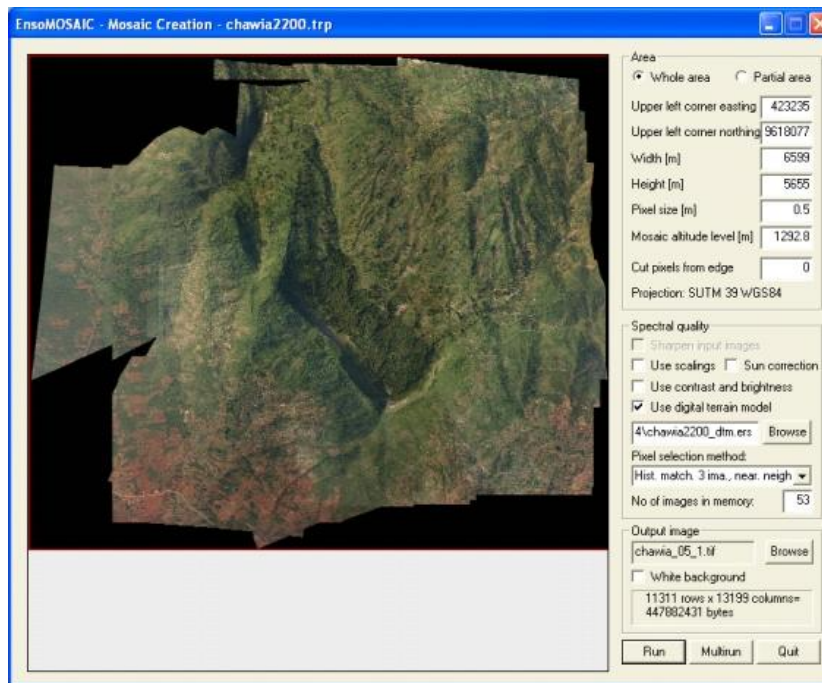 EnsoMOSAIC - Mosaic Creation - chawia2200.trp
Area
Whole area Partial area
Upper left corner easting 423235
Upper left corner northing 9618077
Width [m] 6599
Height [m] 5655
Pixel size [m] 0.5
Mosaic altitude level [m] 1292.8
Cut pixels from edge 0
Projection: SUTM 39 WGS84
Spectral quality
Sharpen input images
Use scalings Sun correction
Use contrast and brightness
Use digital terrain model
4\chawia2200_dtm.ers Browse
Pixel selection method:
Hist. match. 3 ima., near. neigh
No of images in memory: 53
Output image
chawia_05_1.tif Browse
White background
11311 rows x 13199 columns=
447882431 bytes
Run Multirun Quit